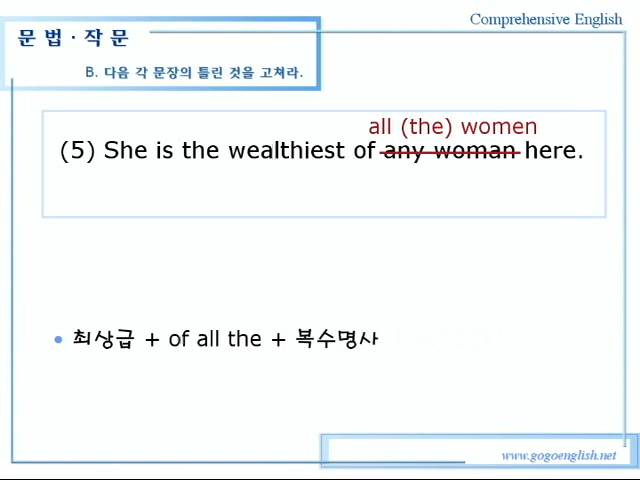 Comprehensive English
문법·작문
B. 다음 각 문장의 틀린 것을 고쳐라.
all (the) women
(5) She is the wealthiest of any woman here.
• 최상급 + of all the + 복수명사
www.gogoenglish.net